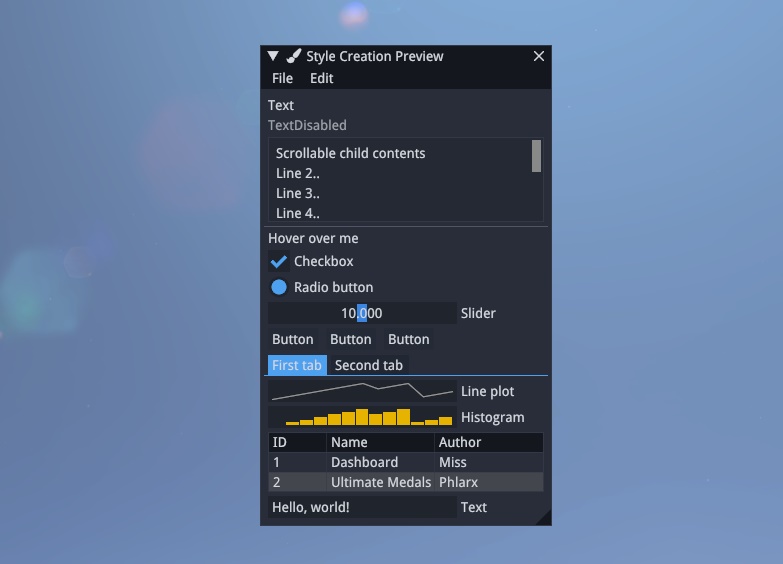 Style Creation Preview
File Edit
Text
TextDisabled
Scrollable child contents
Line 2..
Line 3..
Line 4..
Hover over me
Checkbox
Radio button
10.000 Slider
Button Button Button
First tab Second tab
Line plot
Histogram
ID Name Author
1 Dashboard Miss
2 Ultimate Medals Phlarx
Hello, world! Text